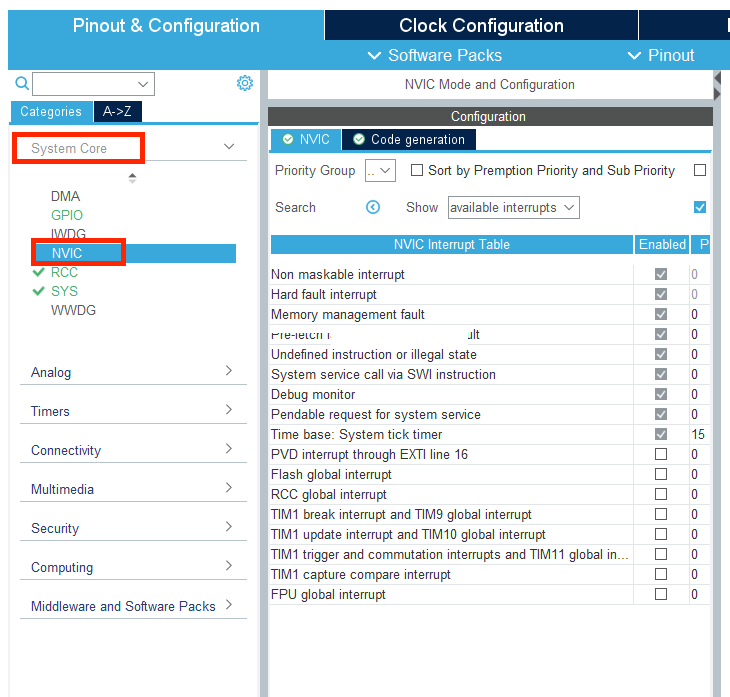 Pinout & Configuration
Clock Configuration
Software Packs
Pinout
Categories
A->Z
System Core
DMA
GPIO
IWDG
NVIC
RCC
SYS
WWDG
Analog
Timers
Connectivity
Multimedia
Security
Computing
Middleware and Software Packs
NVIC Mode and Configuration
Configuration
NVIC
Code generation
Priority Group .. Sort by Premption Priority and Sub Priority
Search Show available interrupts
NVIC Interrupt Table Enabled P
Non maskable interrupt 0
Hard fault interrupt 0
Memory management fault 0
Pre-fetch 0
Undefined instruction or illegal state 0
System service call via SWI instruction 0
Debug monitor 0
Pendable request for system service 0
Time base: System tick timer 15
PVD interrupt through EXTI line 16 0
Flash global interrupt 0
RCC global interrupt 0
TIM1 break interrupt and TIM9 global interrupt 0
TIM1 update interrupt and TIM10 global interrupt 0
TIM1 trigger and commutation interrupts and TIM11 global in... 0
TIM1 capture compare interrupt 0
FPU global interrupt 0